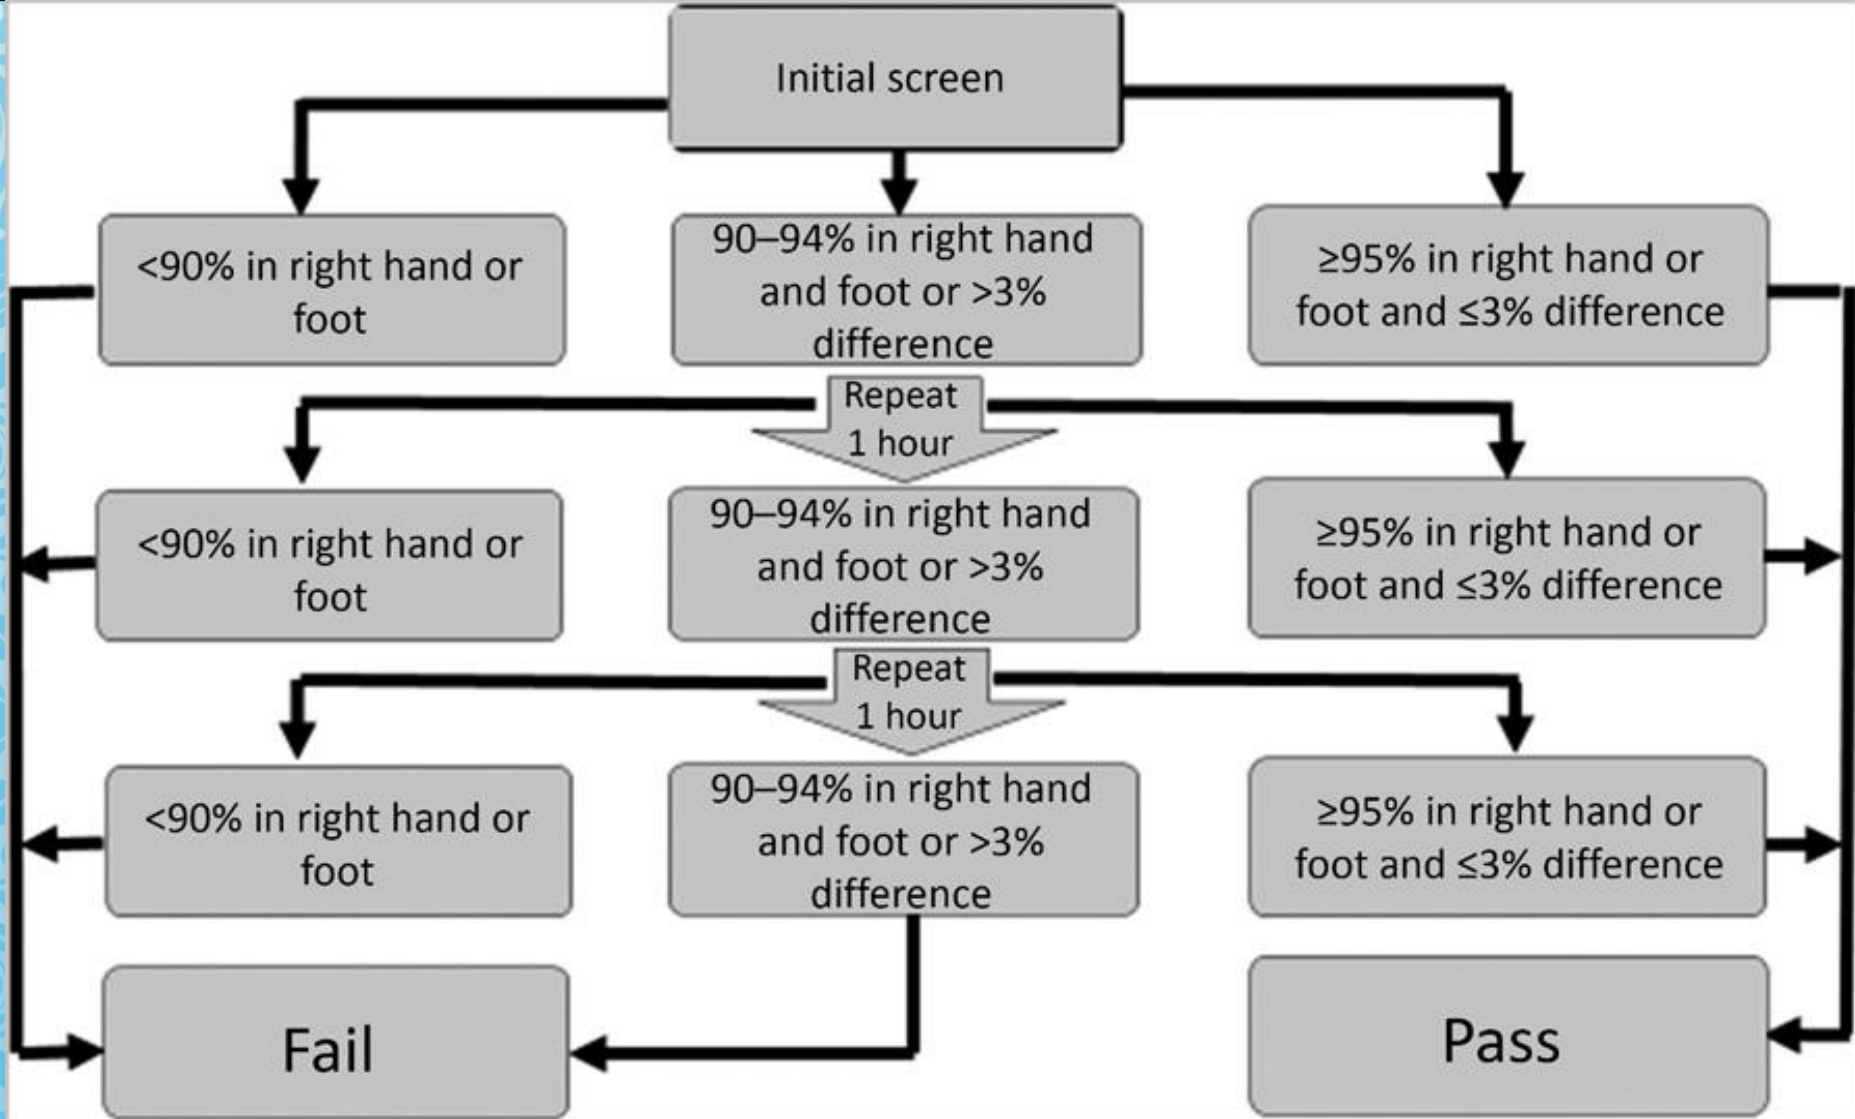 Initial screen
<90% in right hand or
foot
90–94% in right hand
and foot or >3%
difference
≥95% in right hand or
foot and ≤3% difference
Repeat
1 hour
<90% in right hand or
foot
90–94% in right hand
and foot or >3%
difference
≥95% in right hand or
foot and ≤3% difference
Repeat
1 hour
<90% in right hand or
foot
90–94% in right hand
and foot or >3%
difference
≥95% in right hand or
foot and ≤3% difference
Fail
Pass